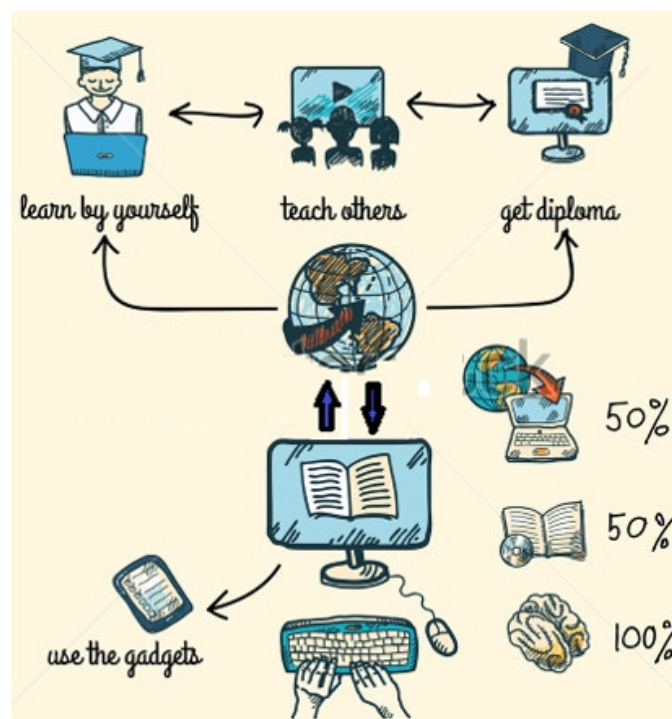 learn by yourself
teach others
get diploma
50%
50%
use the gadgets
100%